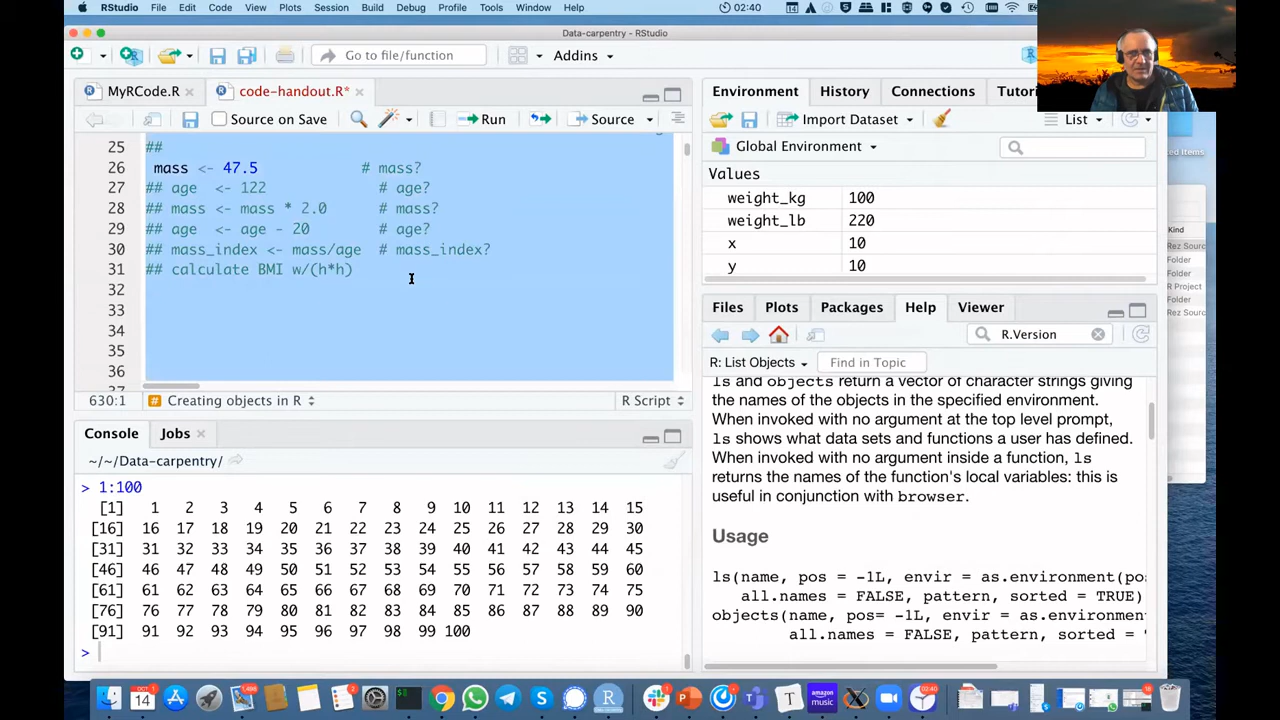 RStudio File Edit Code View Plots Session Build Debug Profile Tools Window Help 02:40
Data-carpentry - RStudio
Go to file/function Addins
MyRCode.R code-handout.R*
Source on Save Run Source
25 ##
26 mass <- 47.5 # mass?
27 ## age <- 122 # age?
28 ## mass <- mass * 2.0 # mass?
29 ## age <- age - 20 # age?
30 ## mass_index <- mass/age # mass_index?
31 ## calculate BMI w/(h*h)
32
33
34
35
36
37
630:1 # Creating objects in R R Script
Console Jobs
~/~/Data-carpentry/
> 1:100
[1] 1 2 3 4 5 6 7 8 9 10 11 12 13 14 15
[16] 16 17 18 19 20 21 22 23 24 25 26 27 28 29 30
[31] 31 32 33 34 35 36 37 38 39 40 41 42 43 44 45
[46] 46 47 48 49 50 51 52 53 54 55 56 57 58 59 60
[61] 61 62 63 64 65 66 67 68 69 70 71 72 73 74 75
[76] 76 77 78 79 80 81 82 83 84 85 86 87 88 89 90
[91] 91 92 93 94 95 96 97 98 99 100
>
Environment History Connections Tutori
Import Dataset List
Global Environment
Values
weight_kg 100
weight_lb 220
x 10
y 10
Files Plots Packages Help Viewer
R.Version
R: List Objects Find in Topic
ls and objects return a vector of character strings giving
the names of the objects in the specified environment.
When invoked with no argument at the top level prompt,
ls shows what data sets and functions a user has defined.
When invoked with no argument inside a function, ls
returns the names of the function's local variables: this is
useful in conjunction with browser.
Usage
ls(name, pos = -1L, envir = as.environment(pos
all.names = FALSE, pattern, sorted = TRUE)
objects(name, pos= -1L, envir = as.environment
all.names = FALSE, pattern, sorted =
Kind
Rez Sourc
Folder
Folder
R Project
Folder
Rez Sourc